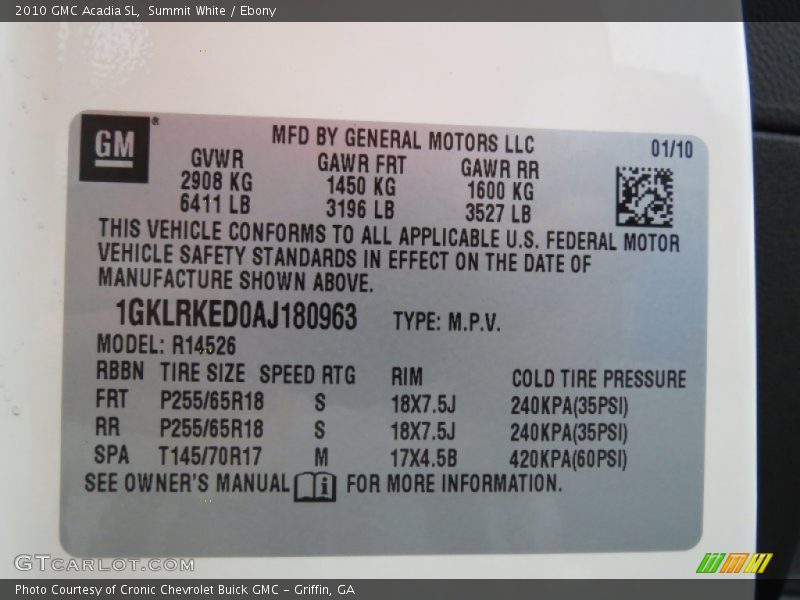 2010 GMC Acadia SL, Summit White / Ebony
GM®
MFD BY GENERAL MOTORS LLC
01/10
GVWR GAWR FRT GAWR RR
2908 KG 1450 KG 1600 KG
6411 LB 3196 LB 3527 LB
THIS VEHICLE CONFORMS TO ALL APPLICABLE U.S. FEDERAL MOTOR
VEHICLE SAFETY STANDARDS IN EFFECT ON THE DATE OF
MANUFACTURE SHOWN ABOVE.
1GKLRKED0AJ180963 TYPE: M.P.V.
MODEL: R14526
RBBN TIRE SIZE SPEED RTG RIM COLD TIRE PRESSURE
FRT P255/65R18 S 18X7.5J 240KPA(35PSI)
RR P255/65R18 S 18X7.5J 240KPA(35PSI)
SPA T145/70R17 M 17X4.5B 420KPA(60PSI)
SEE OWNER'S MANUAL i FOR MORE INFORMATION.
GTCARLOT.COM
Photo Courtesy of Cronic Chevrolet Buick GMC - Griffin, GA